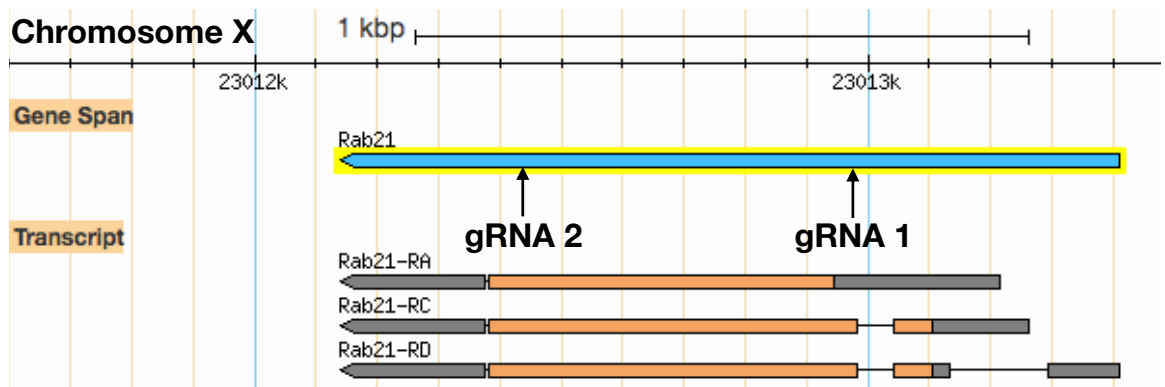 Chromosome X
1 kbp
23012k
23013k
Gene Span
Rab21
gRNA 2
gRNA 1
Transcript
Rab21-RA
Rab21-RC
Rab21-RD